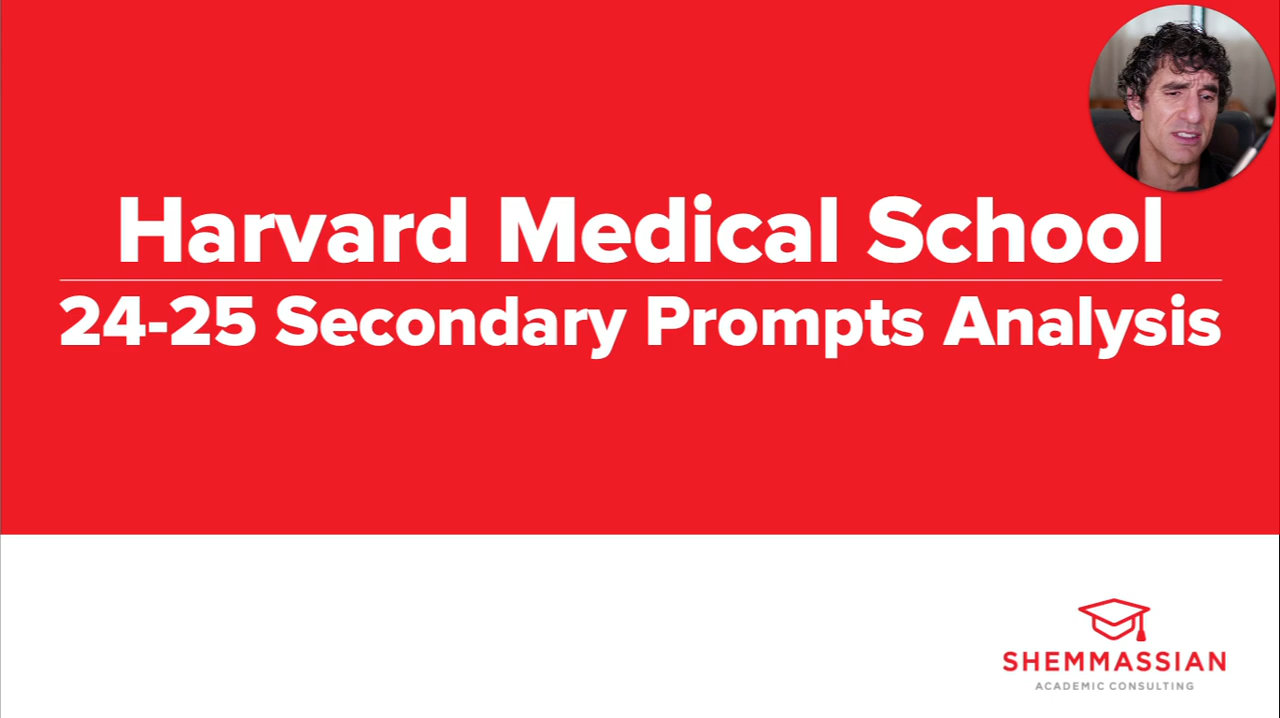 Harvard Medical School
24-25 Secondary Prompts Analysis
SHEMMASSIAN
ACADEMIC CONSULTING